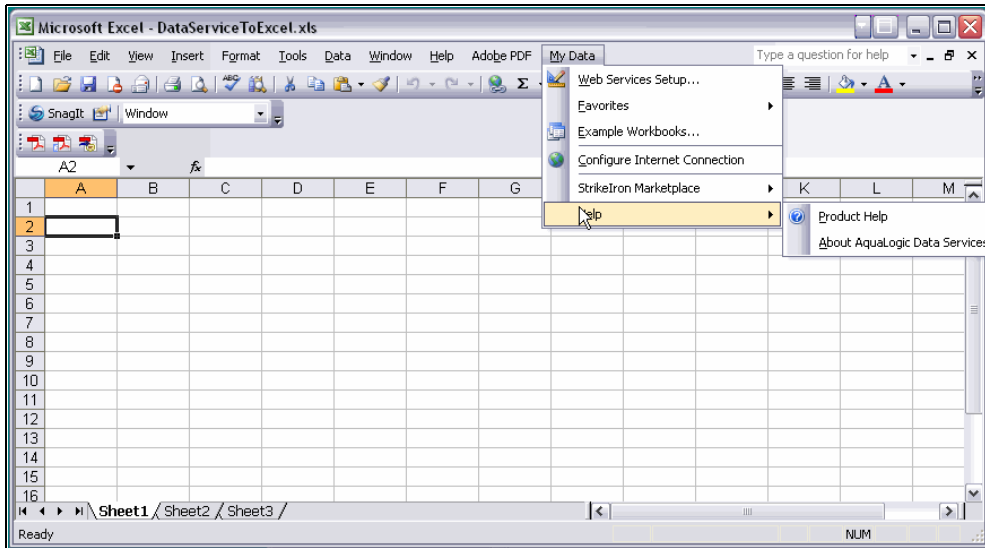 Microsoft Excel - DataServiceToExcel.xls
File Edit View Insert Format Tools Data Window Help Adobe PDF My Data Type a question for help
Web Services Setup...
ABC Σ A
Favorites
SnagIt Window
Example Workbooks...
Configure Internet Connection
A2 fx
StrikeIron Marketplace
A B C D E F G K L M
Help
Product Help
About AquaLogic Data Services
1
2
3
4
5
6
7
8
9
10
11
12
13
14
15
16
Sheet1 Sheet2 Sheet3
Ready NUM